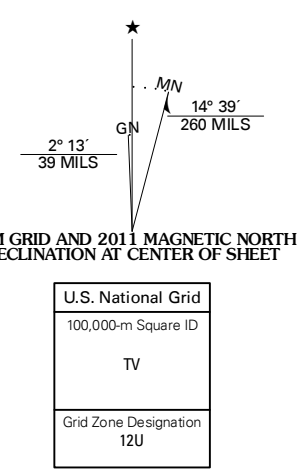 ★
MN
14° 39´
260 MILS
GN
2° 13´
39 MILS
M GRID AND 2011 MAGNETIC NORTH
ECLINATION AT CENTER OF SHEET
U.S. National Grid
100,000-m Square ID
TV
Grid Zone Designation
12U